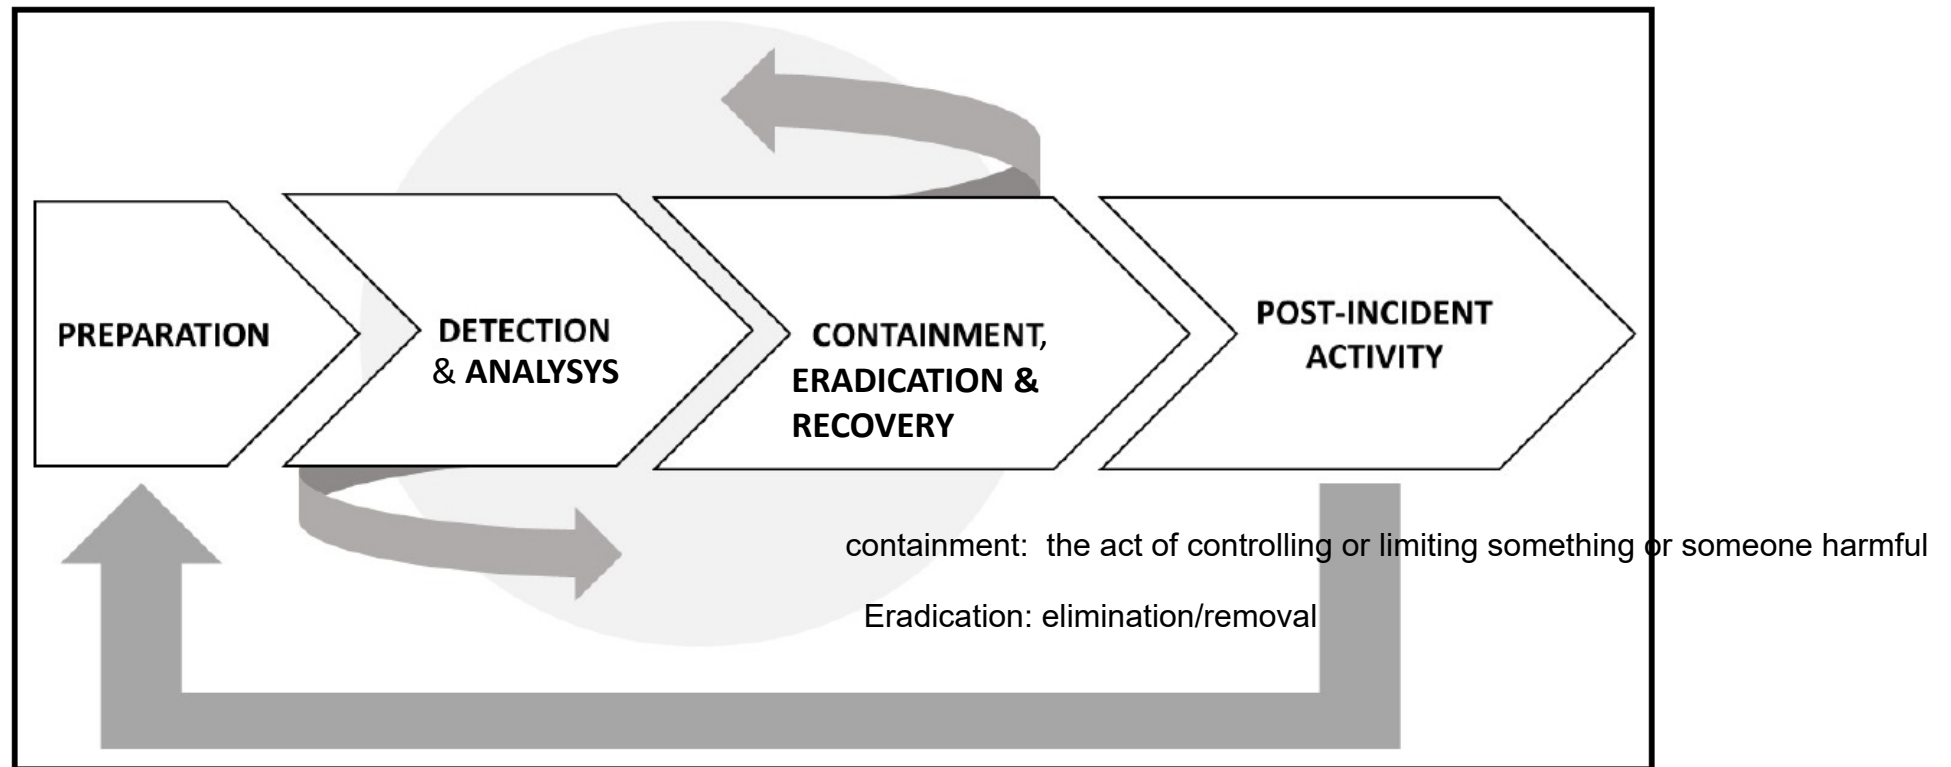 PREPARATION
DETECTION
& ANALYSYS
CONTAINMENT,
ERADICATION &
RECOVERY
POST-INCIDENT
ACTIVITY
containment:  the act of controlling or limiting something or someone harmful
Eradication: elimination/removal